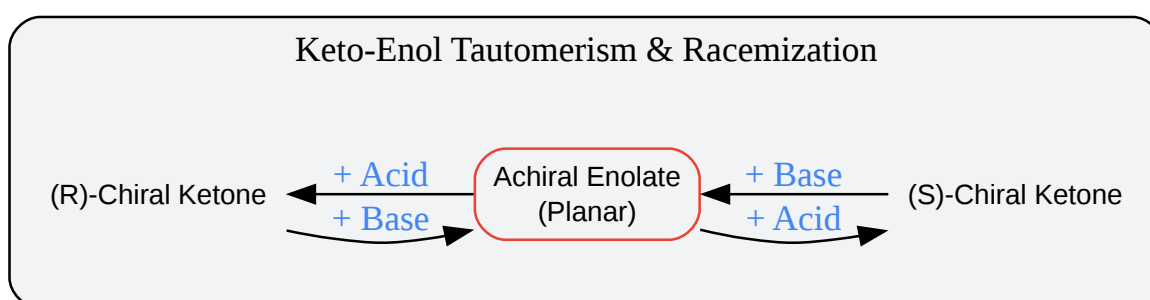 Keto-Enol Tautomerism & Racemization
(R)-Chiral Ketone
+ Acid
+ Base
Achiral Enolate
(Planar)
+ Base
+ Acid
(S)-Chiral Ketone